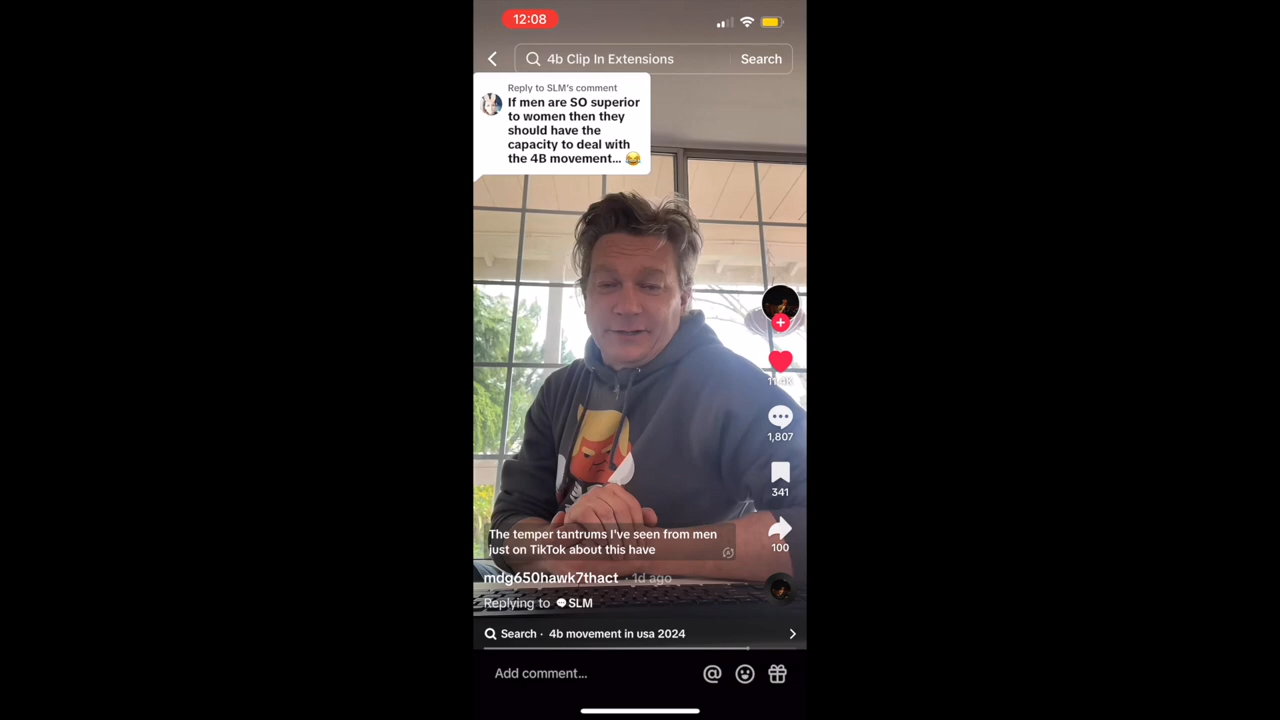 12:08
4b Clip In Extensions
Search
Reply to SLM's comment
If men are SO superior
to women then they
should have the
capacity to deal with
the 4B movement... 😂
11.4K
1,807
341
100
The temper tantrums I've seen from men
just on TikTok about this have
mdg650hawk7thact · 1d ago
Replying to 💬SLM
Search · 4b movement in usa 2024
Add comment...